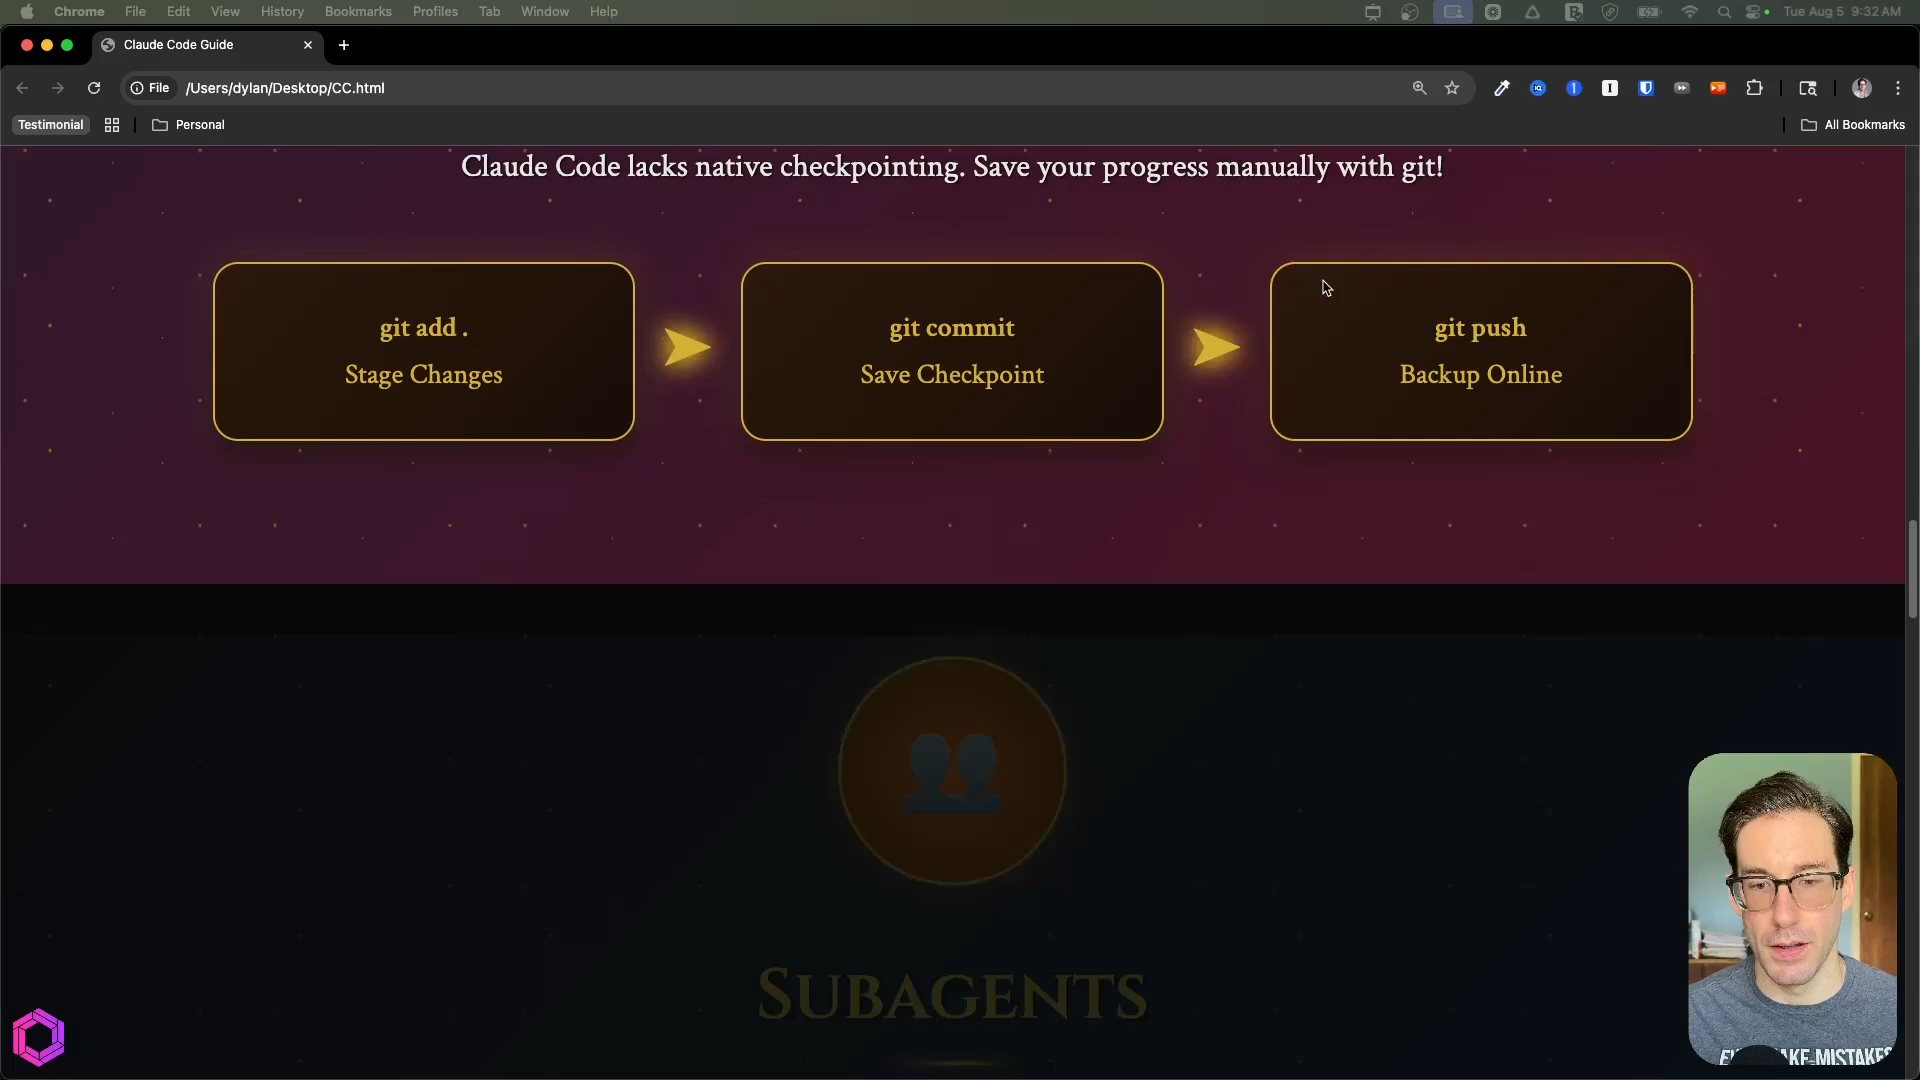 Chrome File Edit View History Bookmarks Profiles Tab Window Help Tue Aug 5 9:32 AM
Claude Code Guide
File /Users/dylan/Desktop/CC.html
Testimonial Personal All Bookmarks
Claude Code lacks native checkpointing. Save your progress manually with git!
git add .
Stage Changes
git commit
Save Checkpoint
git push
Backup Online
SUBAGENTS